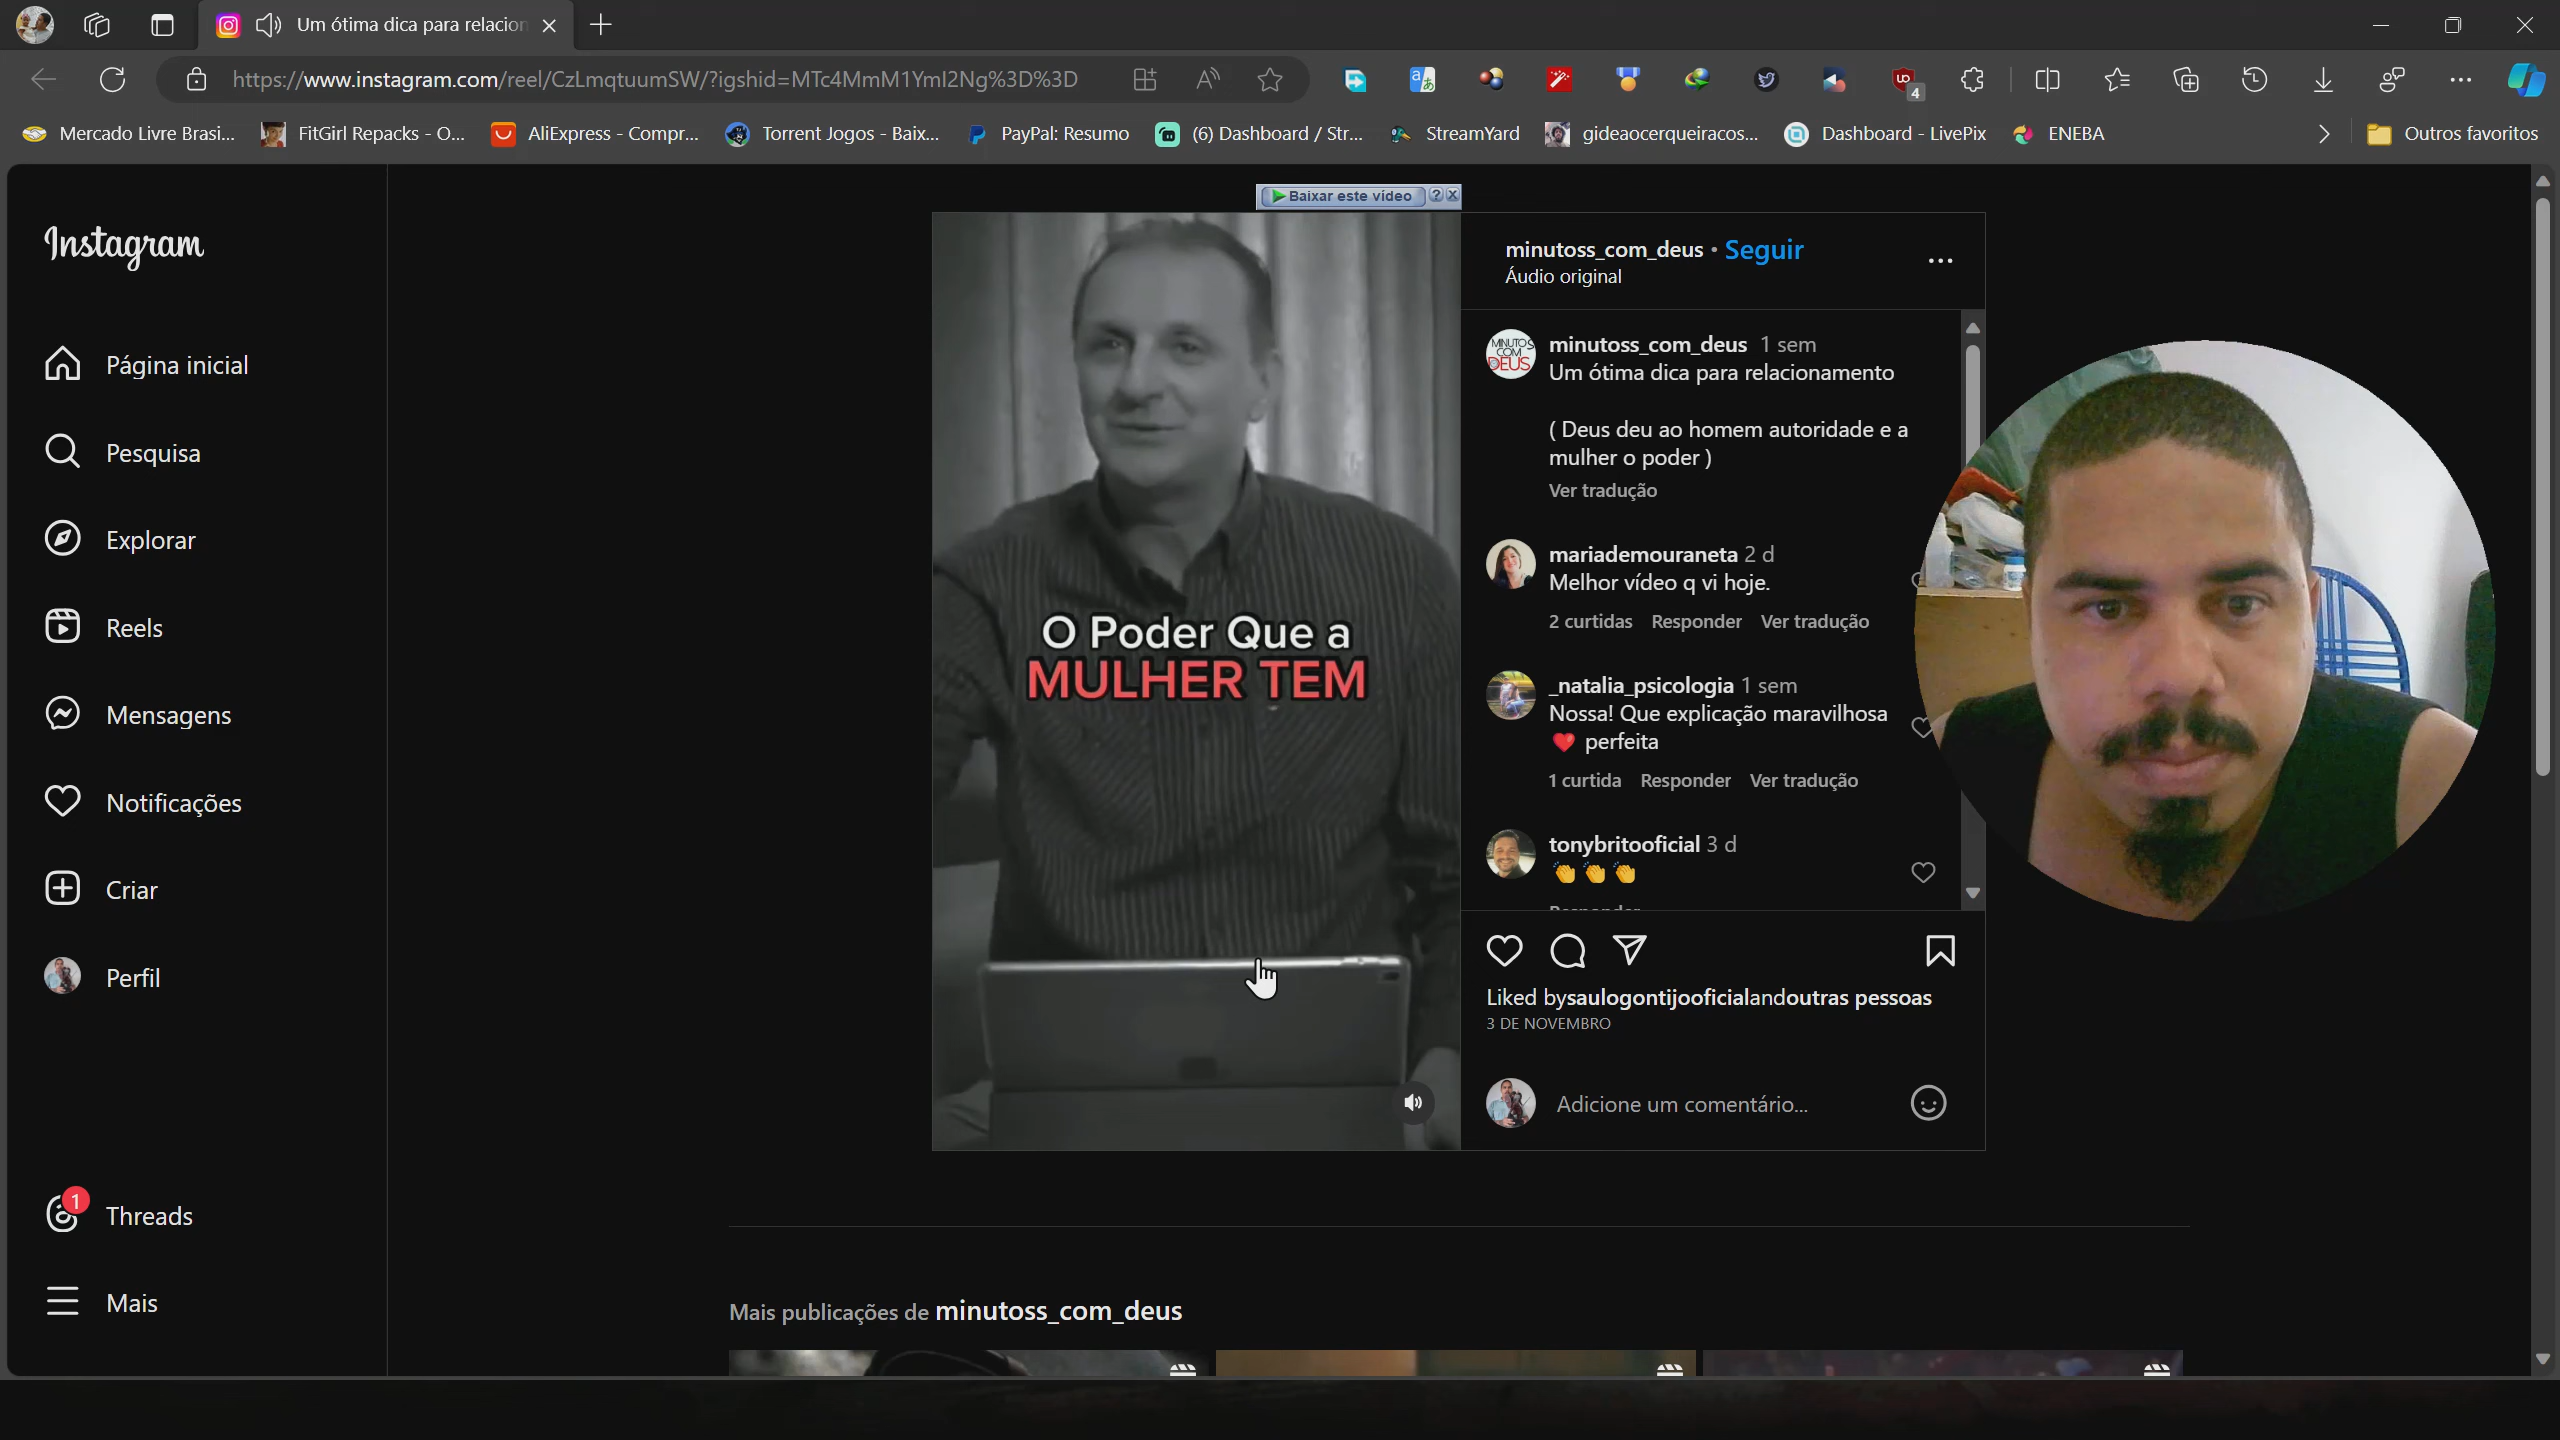 Um ótima dica para relacion
https://www.instagram.com/reel/CzLmqtuumSW/?igshid=MTc4MmM1YmI2Ng%3D%3D
4
Mercado Livre Brasi...
FitGirl Repacks - O...
AliExpress - Compr...
Torrent Jogos - Baix...
PayPal: Resumo
(6) Dashboard / Str...
StreamYard
gideaocerqueiracos...
Dashboard - LivePix
ENEBA
Outros favoritos
Instagram
Página inicial
Pesquisa
Explorar
Reels
Mensagens
Notificações
Criar
Perfil
1
Threads
Mais
Baixar este vídeo
O Poder Que a
MULHER TEM
minutoss_com_deus • Seguir
Áudio original
MINUTOS
COM
DEUS
minutoss_com_deus 1 sem
Um ótima dica para relacionamento
( Deus deu ao homem autoridade e a
mulher o poder )
Ver tradução
mariademouraneta 2 d
Melhor vídeo q vi hoje.
2 curtidas Responder Ver tradução
_natalia_psicologia 1 sem
Nossa! Que explicação maravilhosa
❤️ perfeita
1 curtida Responder Ver tradução
tonybritooficial 3 d
👏👏👏
Liked bysaulogontijooficialandoutras pessoas
3 DE NOVEMBRO
Adicione um comentário...
Mais publicações de minutoss_com_deus